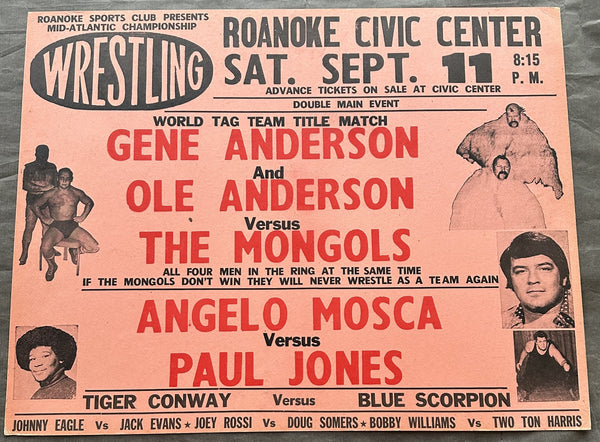 ROANOKE SPORTS CLUB PRESENTS
MID-ATLANTIC CHAMPIONSHIP
WRESTLING
ROANOKE CIVIC CENTER
SAT. SEPT. 11 8:15 P. M.
ADVANCE TICKETS ON SALE AT CIVIC CENTER
DOUBLE MAIN EVENT
WORLD TAG TEAM TITLE MATCH
GENE ANDERSON
And
OLE ANDERSON
Versus
THE MONGOLS
ALL FOUR MEN IN THE RING AT THE SAME TIME
IF THE MONGOLS DON'T WIN THEY WILL NEVER WRESTLE AS A TEAM AGAIN
ANGELO MOSCA
Versus
PAUL JONES
TIGER CONWAY Versus BLUE SCORPION
JOHNNY EAGLE Vs JACK EVANS ★ JOEY ROSSI Vs DOUG SOMERS ★ BOBBY WILLIAMS Vs TWO TON HARRIS